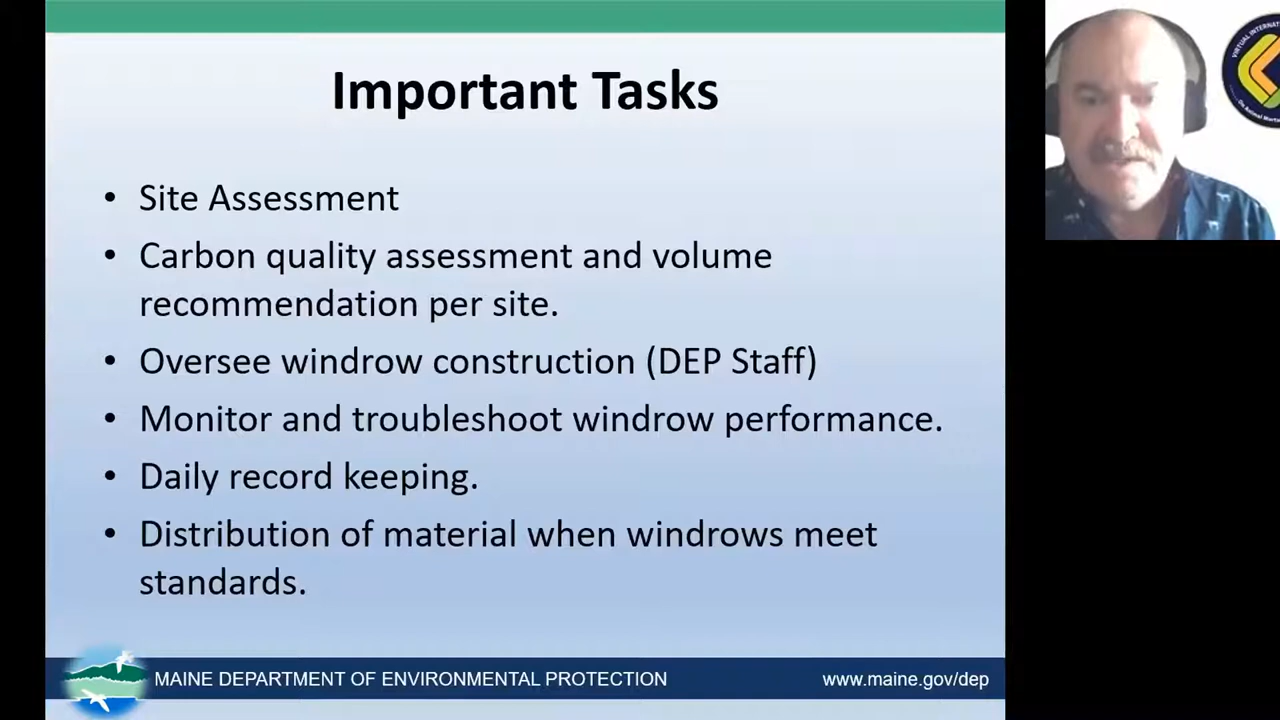 Important Tasks
• Site Assessment
• Carbon quality assessment and volume
recommendation per site.
• Oversee windrow construction (DEP Staff)
• Monitor and troubleshoot windrow performance.
• Daily record keeping.
• Distribution of material when windrows meet
standards.
MAINE DEPARTMENT OF ENVIRONMENTAL PROTECTION
www.maine.gov/dep